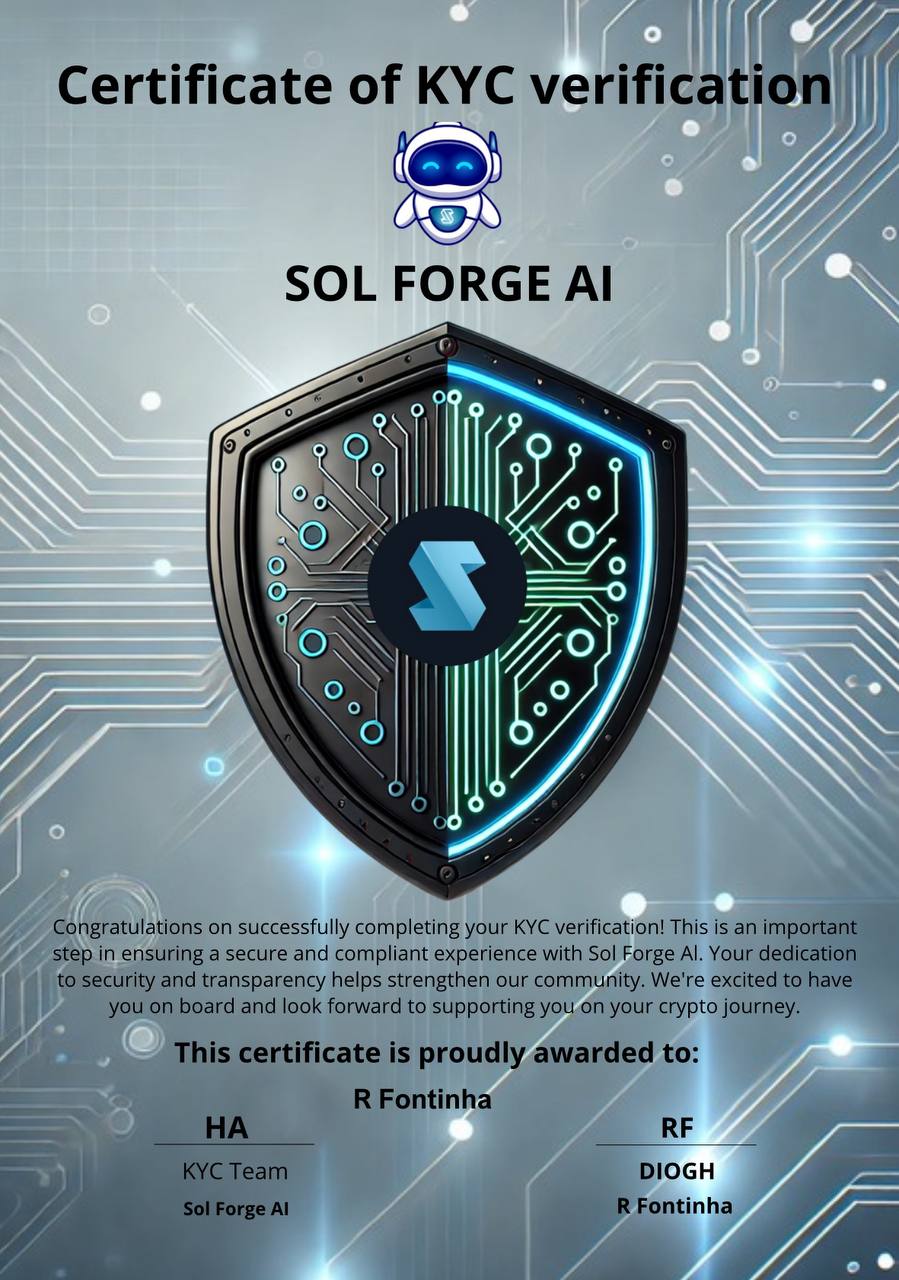 Certificate of KYC verification
SOL FORGE AI
Congratulations on successfully completing your KYC verification! This is an important
step in ensuring a secure and compliant experience with Sol Forge AI. Your dedication
to security and transparency helps strengthen our community. We're excited to have
you on board and look forward to supporting you on your crypto journey.
This certificate is proudly awarded to:
R Fontinha
HA
RF
KYC Team
DIOGH
Sol Forge AI
R Fontinha